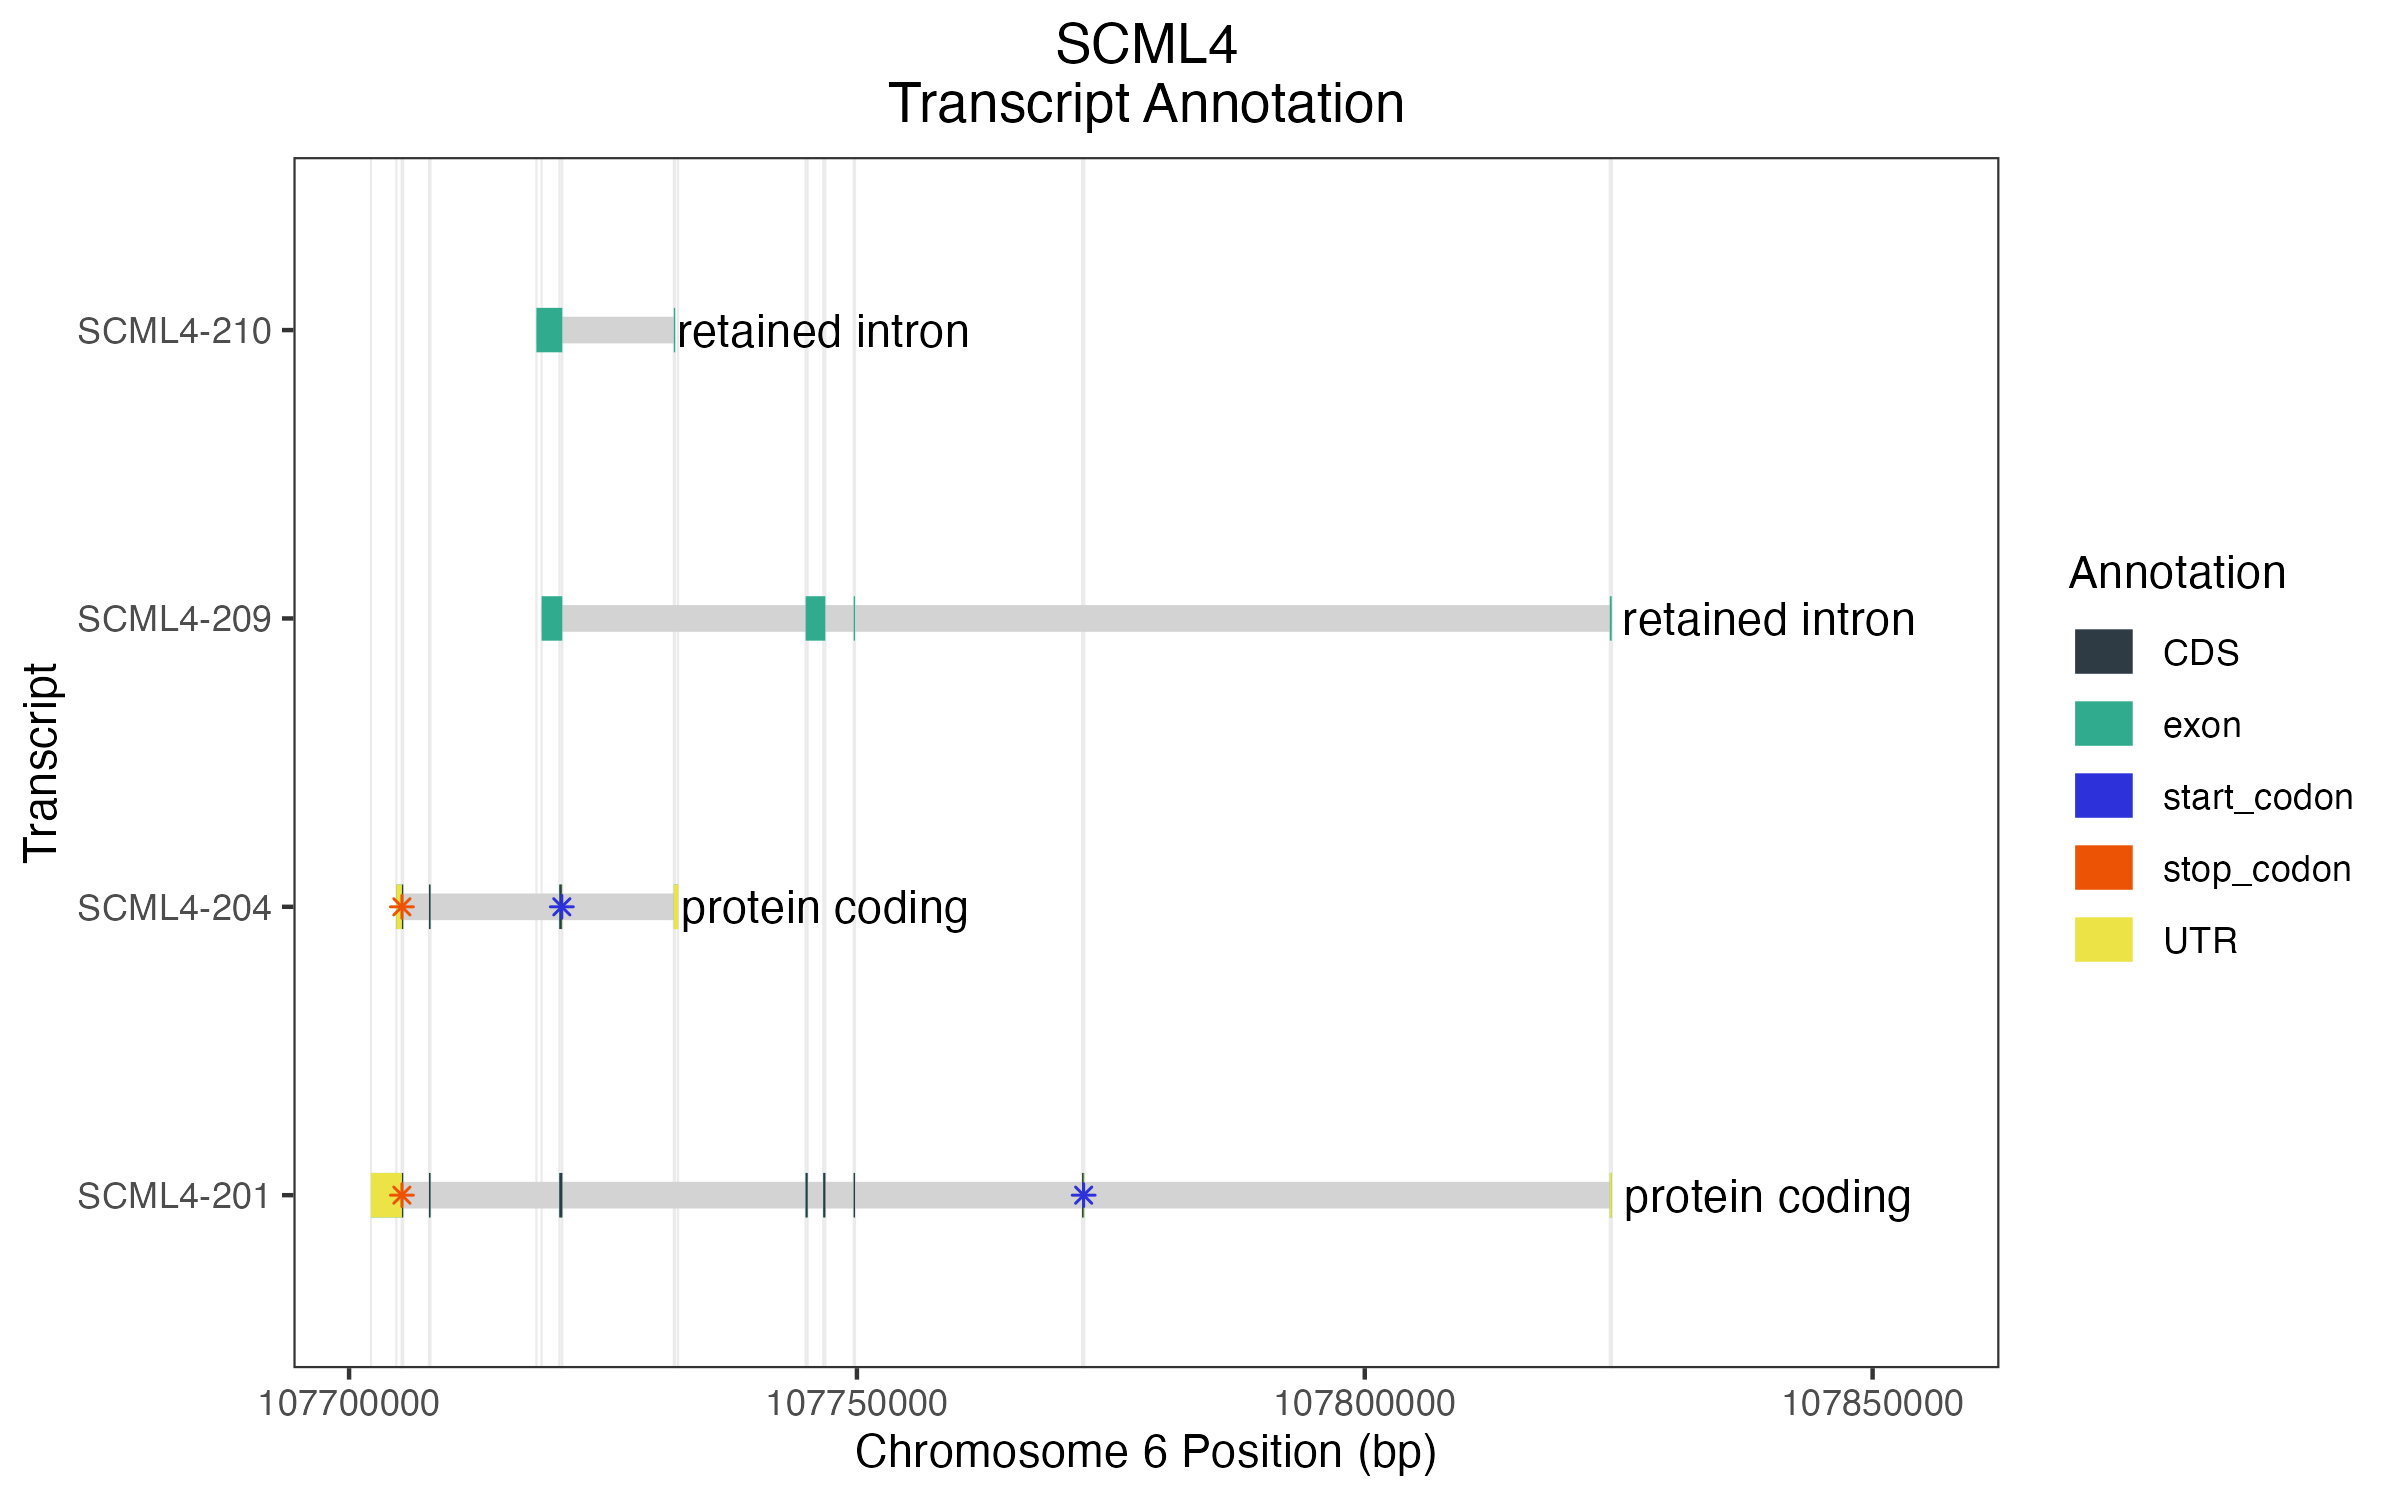 SCML4
Transcript Annotation
Transcript
SCML4-210
retained intron
SCML4-209
retained intron
SCML4-204
protein coding
SCML4-201
protein coding
107700000
107750000
107800000
107850000
Chromosome 6 Position (bp)
Annotation
CDS
exon
start_codon
stop_codon
UTR